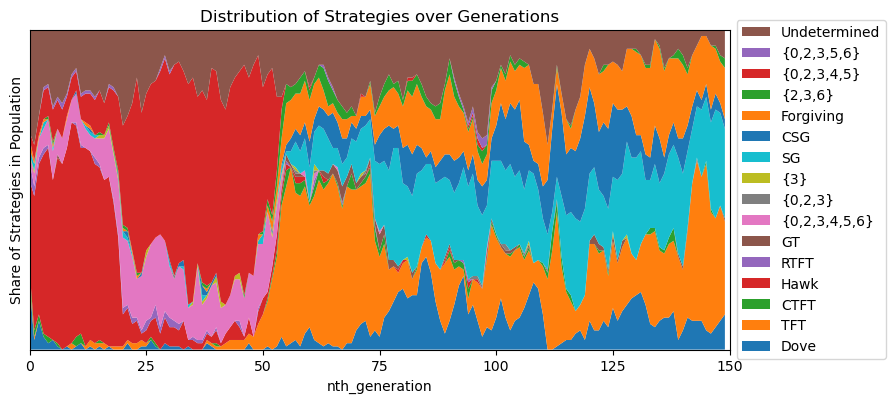 Distribution of Strategies over Generations
Share of Strategies in Population
0
25
50
75
100
125
150
nth_generation
Undetermined
{0,2,3,5,6}
{0,2,3,4,5}
{2,3,6}
Forgiving
CSG
SG
{3}
{0,2,3}
{0,2,3,4,5,6}
GT
RTFT
Hawk
CTFT
TFT
Dove